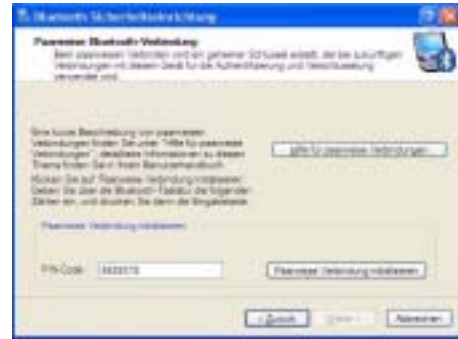 Bluetooth Sicherheitseinrichtung
Paarweise Bluetooth-Verbindung
Beim paarweisen Verbinden wird ein geheimer Schlüssel erstellt, der bei zukünftigen
Verbindungen mit diesem Gerät für die Authentifizierung und Verschlüsselung
verwendet wird.
Eine kurze Beschreibung von paarweisen
Verbindungen finden Sie unter "Hilfe für paarweise
Verbindungen", detaillierte Informationen zu diesem
Thema finden Sie in Ihrem Benutzerhandbuch.
Hilfe für paarweise Verbindungen
Klicken Sie auf "Paarweise Verbindung initialisieren".
Geben Sie über die Bluetooth-Tastatur die folgenden
Zahlen ein, und drücken Sie dann die Eingabetaste.
Paarweise Verbindung initialisieren
PIN-Code:
Paarweise Verbindung initialisieren
< Zurück
Weiter >
Abbrechen